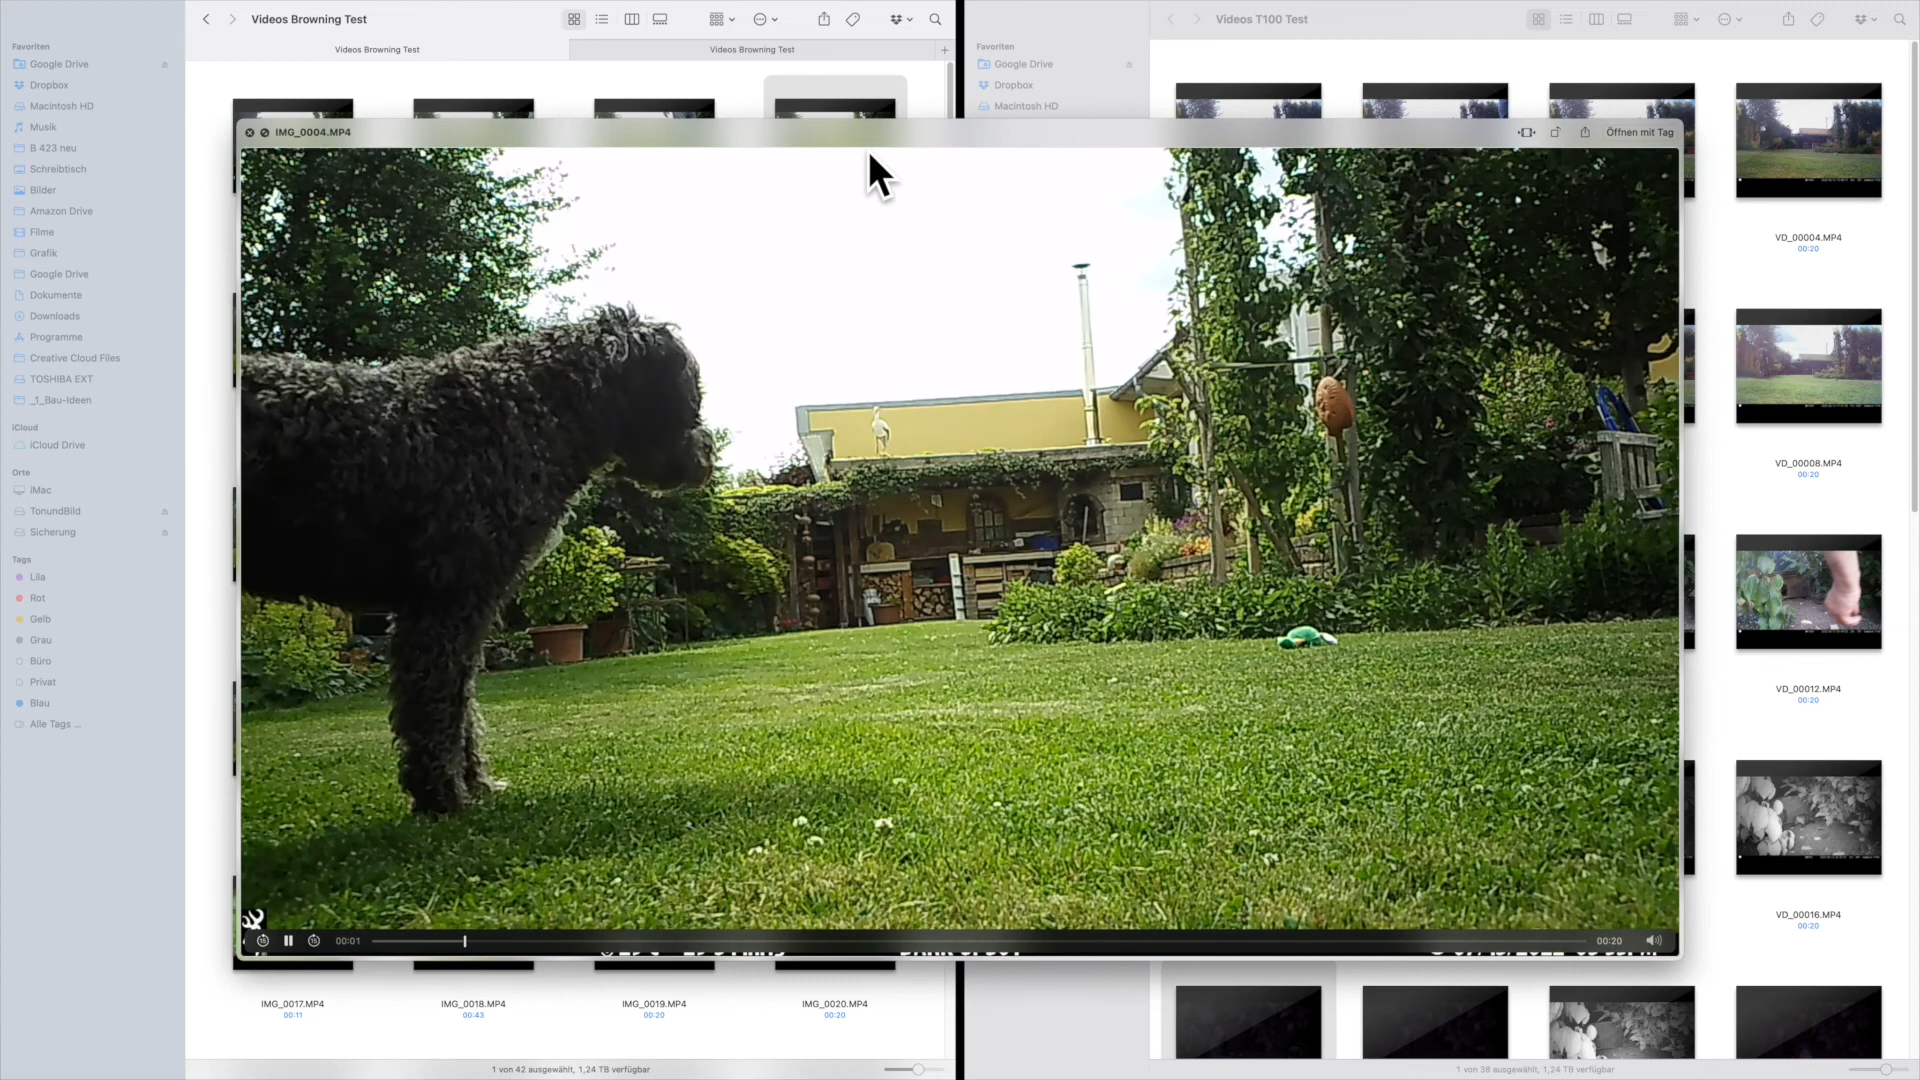 Videos Browning Test
Videos Browning Test
Videos Browning Test
Favoriten
Google Drive
Dropbox
Macintosh HD
Musik
B 423 neu
Schreibtisch
Bilder
Amazon Drive
Filme
Grafik
Google Drive
Dokumente
Downloads
Programme
Creative Cloud Files
TOSHIBA EXT
_1_Bau-Ideen
iCloud
iCloud Drive
Orte
iMac
TonundBild
Sicherung
Tags
Lila
Rot
Gelb
Grau
Büro
Privat
Blau
Alle Tags ...
IMG_0004.MP4
Öffnen mit Tag
15
15
00:01
00:20
IMG_0017.MP4
00:11
IMG_0018.MP4
00:43
IMG_0019.MP4
00:20
IMG_0020.MP4
00:20
1 von 42 ausgewählt, 1,24 TB verfügbar
Videos T100 Test
Favoriten
Google Drive
Dropbox
Macintosh HD
VD_00004.MP4
00:20
VD_00008.MP4
00:20
VD_00012.MP4
00:20
VD_00016.MP4
00:20
1 von 38 ausgewählt, 1,24 TB verfügbar